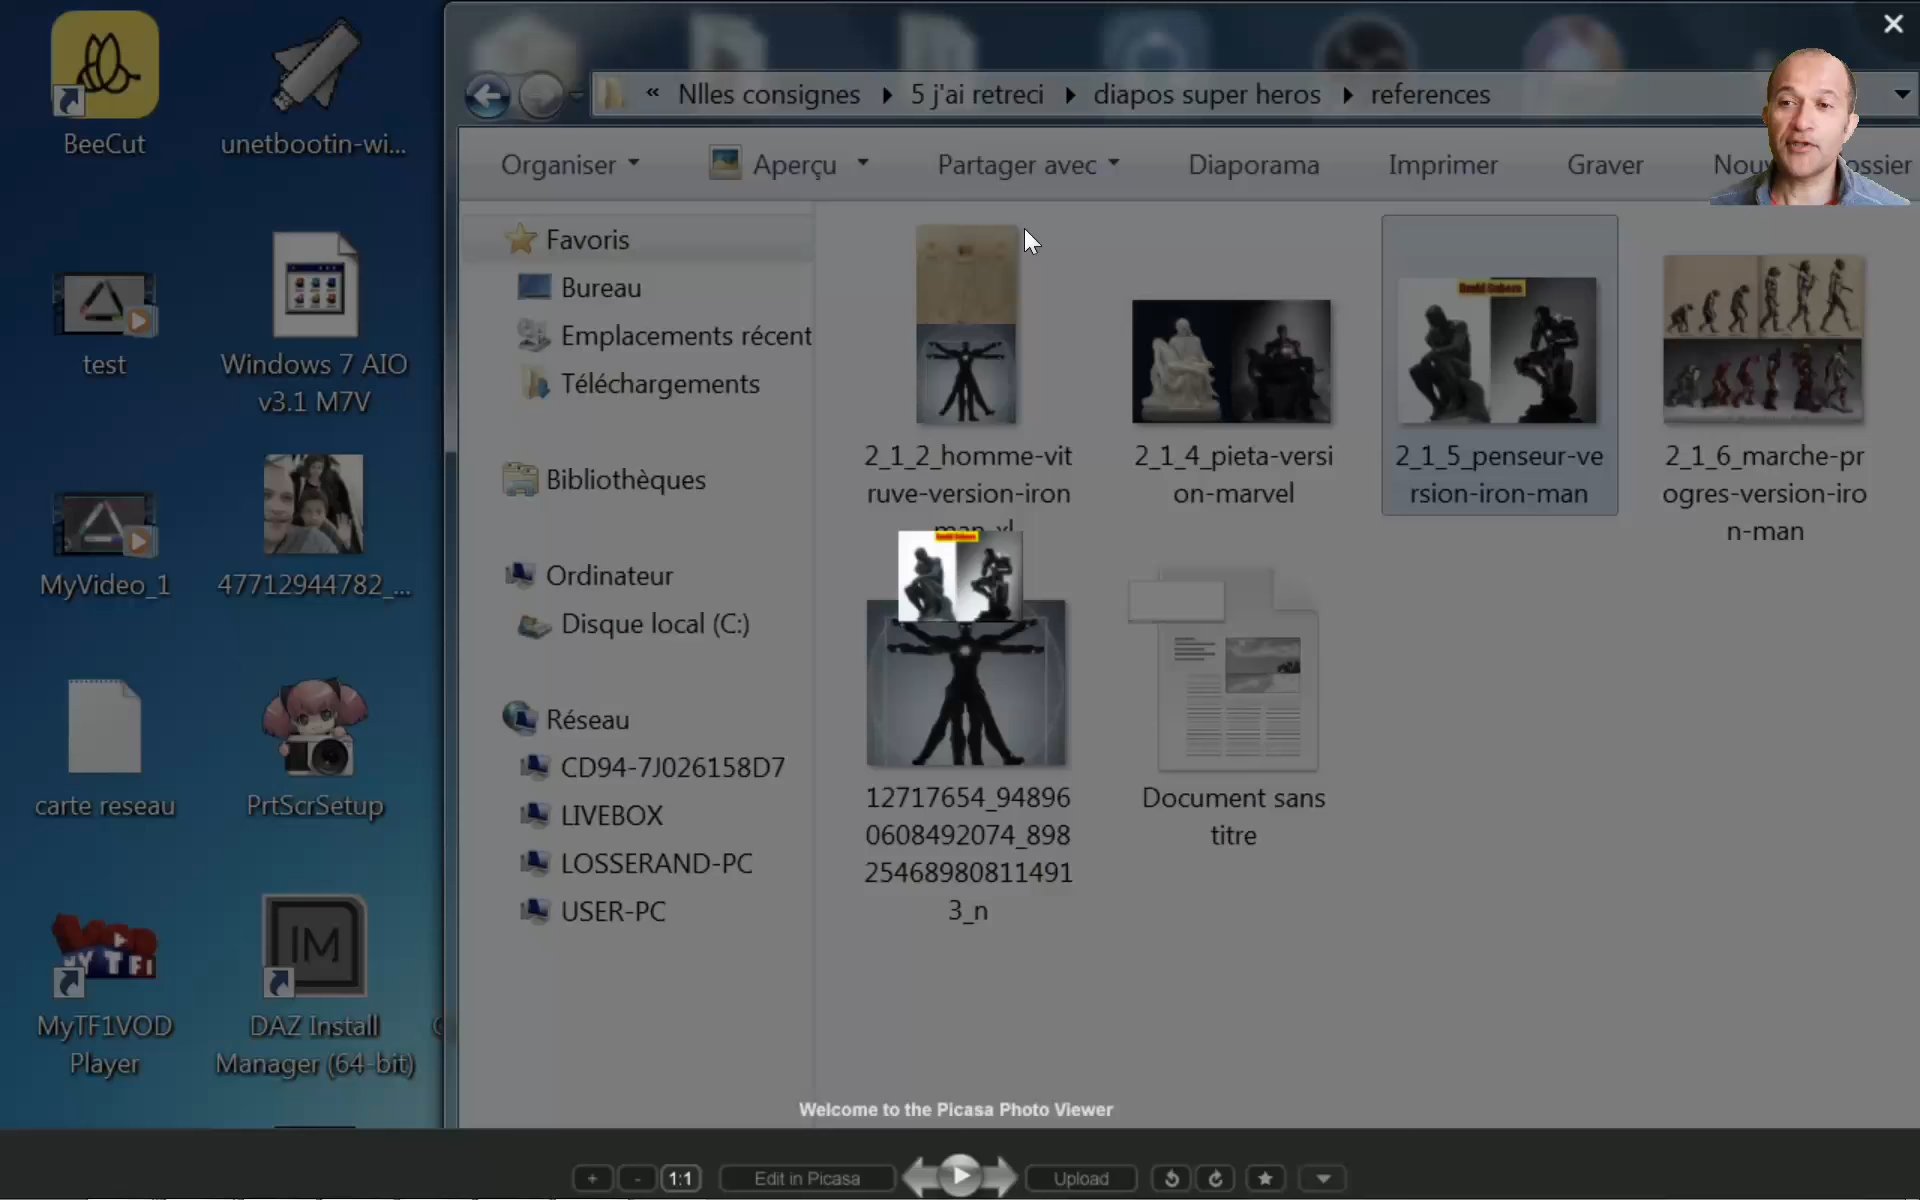 BeeCut
unetbootin-wi...
test
Windows 7 AIO
v3.1 M7V
MyVideo_1
47712944782_...
carte reseau
PrtScrSetup
MyTF1VOD
Player
IM
DAZ Install
Manager (64-bit)
« Nlles consignes 5 j'ai retreci diapos super heros references
Organiser Aperçu Partager avec Diaporama Imprimer Graver
Favoris
Bureau
Emplacements récent
Téléchargements
Bibliothèques
Ordinateur
Disque local (C:)
Réseau
CD94-7J026158D7
LIVEBOX
LOSSERAND-PC
USER-PC
2_1_2_homme-vit
ruve-version-iron
2_1_4_pieta-versi
on-marvel
2_1_5_penseur-ve
rsion-iron-man
2_1_6_marche-pr
ogres-version-iro
n-man
12717654_94896
0608492074_898
25468980811491
3_n
Document sans
titre
Welcome to the Picasa Photo Viewer
+ - 1:1 Edit in Picasa Upload